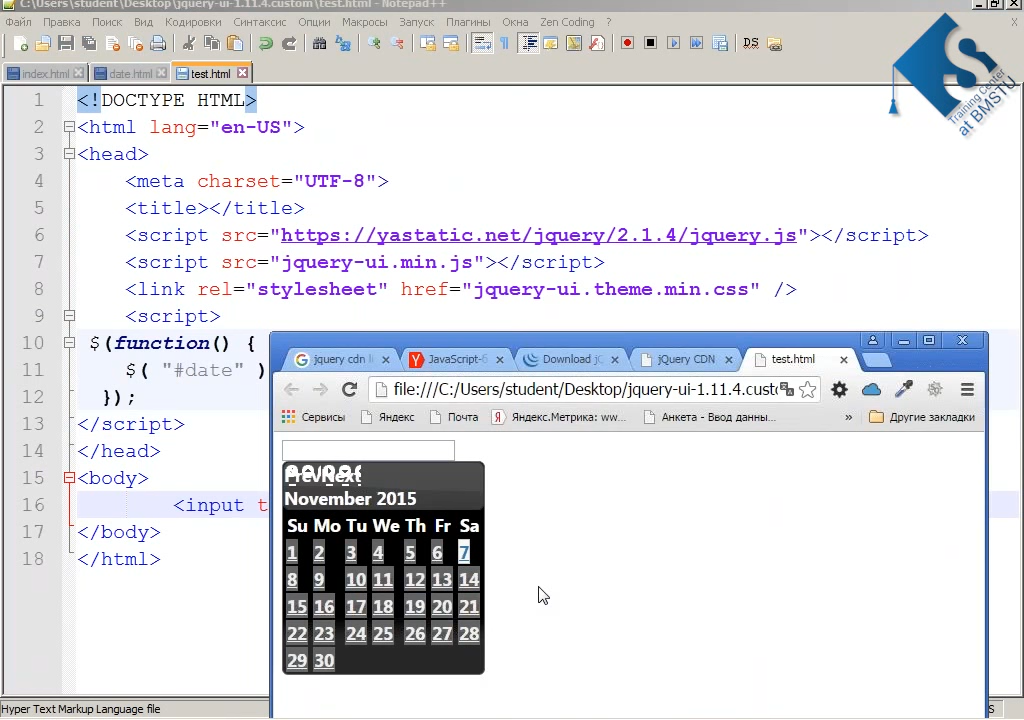 C:\Users\student\Desktop\jquery-ui-1.11.4.custom\test.html - Notepad++
Файл Правка Поиск Вид Кодировки Синтаксис Опции Макросы Запуск Плагины Окна Zen Coding ?
DS
index.html date.html test.html
1 <!DOCTYPE HTML>
2 <html lang="en-US">
3 <head>
4 <meta charset="UTF-8">
5 <title></title>
6 <script src="https://yastatic.net/jquery/2.1.4/jquery.js"></script>
7 <script src="jquery-ui.min.js"></script>
8 <link rel="stylesheet" href="jquery-ui.theme.min.css" />
9 <script>
10 $(function() {
11 $( "#date" )
12 });
13 </script>
14 </head>
15 <body>
16 <input t
17 </body>
18 </html>
Training Center
at BMSTU
jquery cdn JavaScript- Download jQ jQuery CDN test.html
file:///C:/Users/student/Desktop/jquery-ui-1.11.4.custo
Сервисы Яндекс Почта Яндекс.Метрика: ww... Анкета - Ввод данны... » Другие закладки
Prev Next
November 2015
Su Mo Tu We Th Fr Sa
1 2 3 4 5 6 7
8 9 10 11 12 13 14
15 16 17 18 19 20 21
22 23 24 25 26 27 28
29 30
Hyper Text Markup Language file